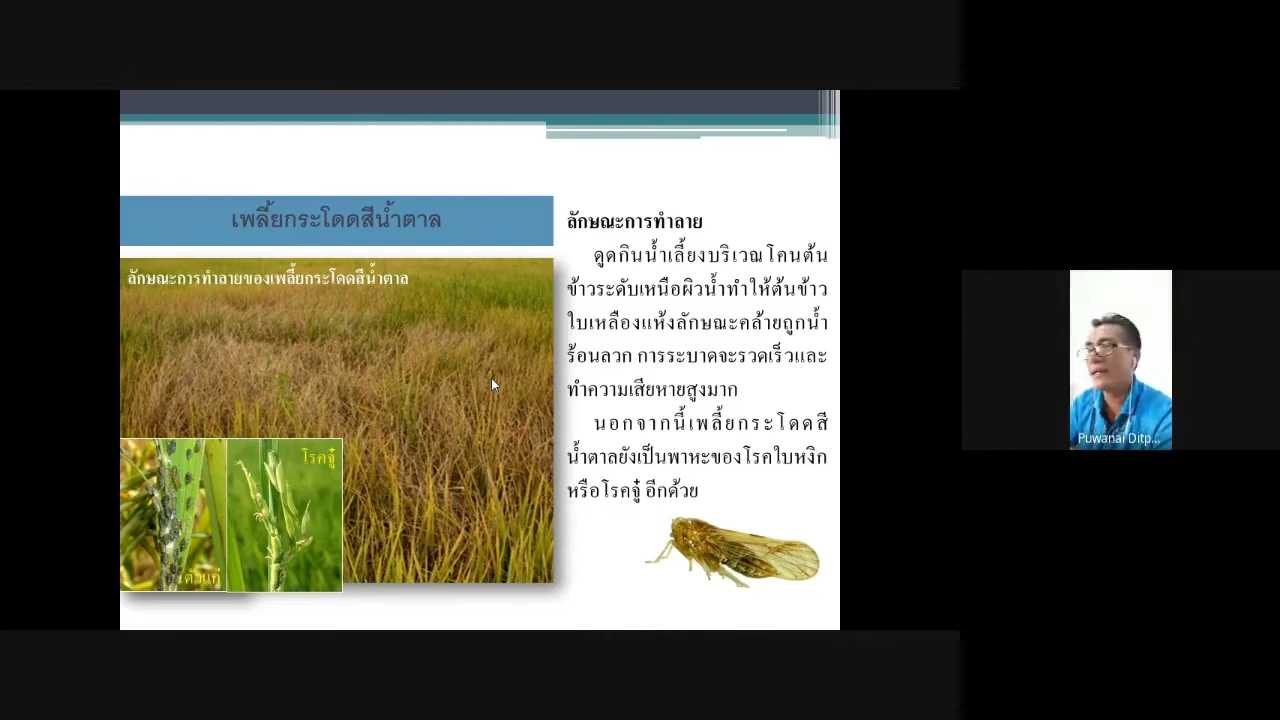 เพลี้ยกระโดดสีน้ำตาล
ลักษณะการทำลายของเพลี้ยกระโดดสีน้ำตาล
โรคจู๋
ตัวแก่
ลักษณะการทำลาย
ดูดกินน้ำเลี้ยงบริเวณโคนต้น
ข้าวระดับเหนือผิวน้ำทำให้ต้นข้าว
ใบเหลืองแห้งลักษณะคล้ายถูกน้ำ
ร้อนลวก การระบาดจะรวดเร็วและ
ทำความเสียหายสูงมาก
นอกจากนี้เพลี้ยกระโดดสี
น้ำตาลยังเป็นพาหะของโรคใบหงิก
หรือโรคจู๋ อีกด้วย
Puwanai Ditp...